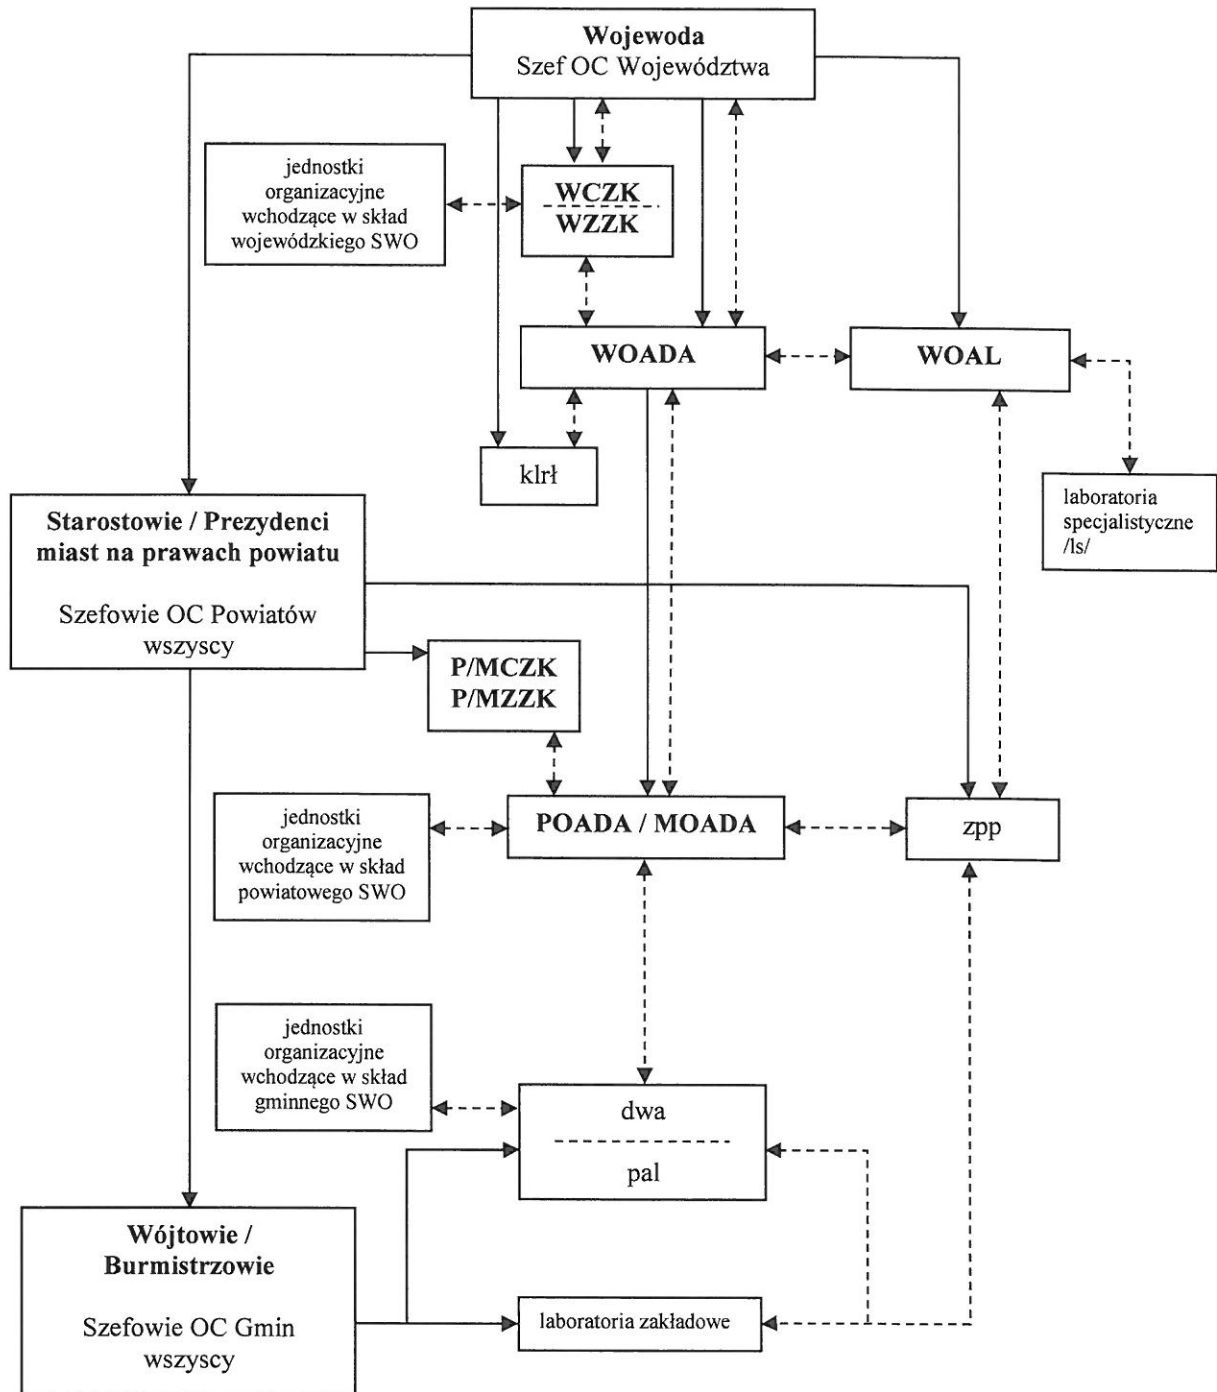 Wojewoda
Szef OC Województwa
jednostki
organizacyjne
wchodzące w skład
wojewódzkiego SWO
WCZK
WZZK
WOADA
WOAL
klrł
laboratoria
specjalistyczne
/ls/
Starostowie / Prezydenci
miast na prawach powiatu
Szefowie OC Powiatów
wszyscy
P/MCZK
P/MZZK
jednostki
organizacyjne
wchodzące w skład
powiatowego SWO
POADA / MOADA
zpp
jednostki
organizacyjne
wchodzące w skład
gminnego SWO
dwa
pal
Wójtowie /
Burmistrzowie
Szefowie OC Gmin
wszyscy
laboratoria zakładowe